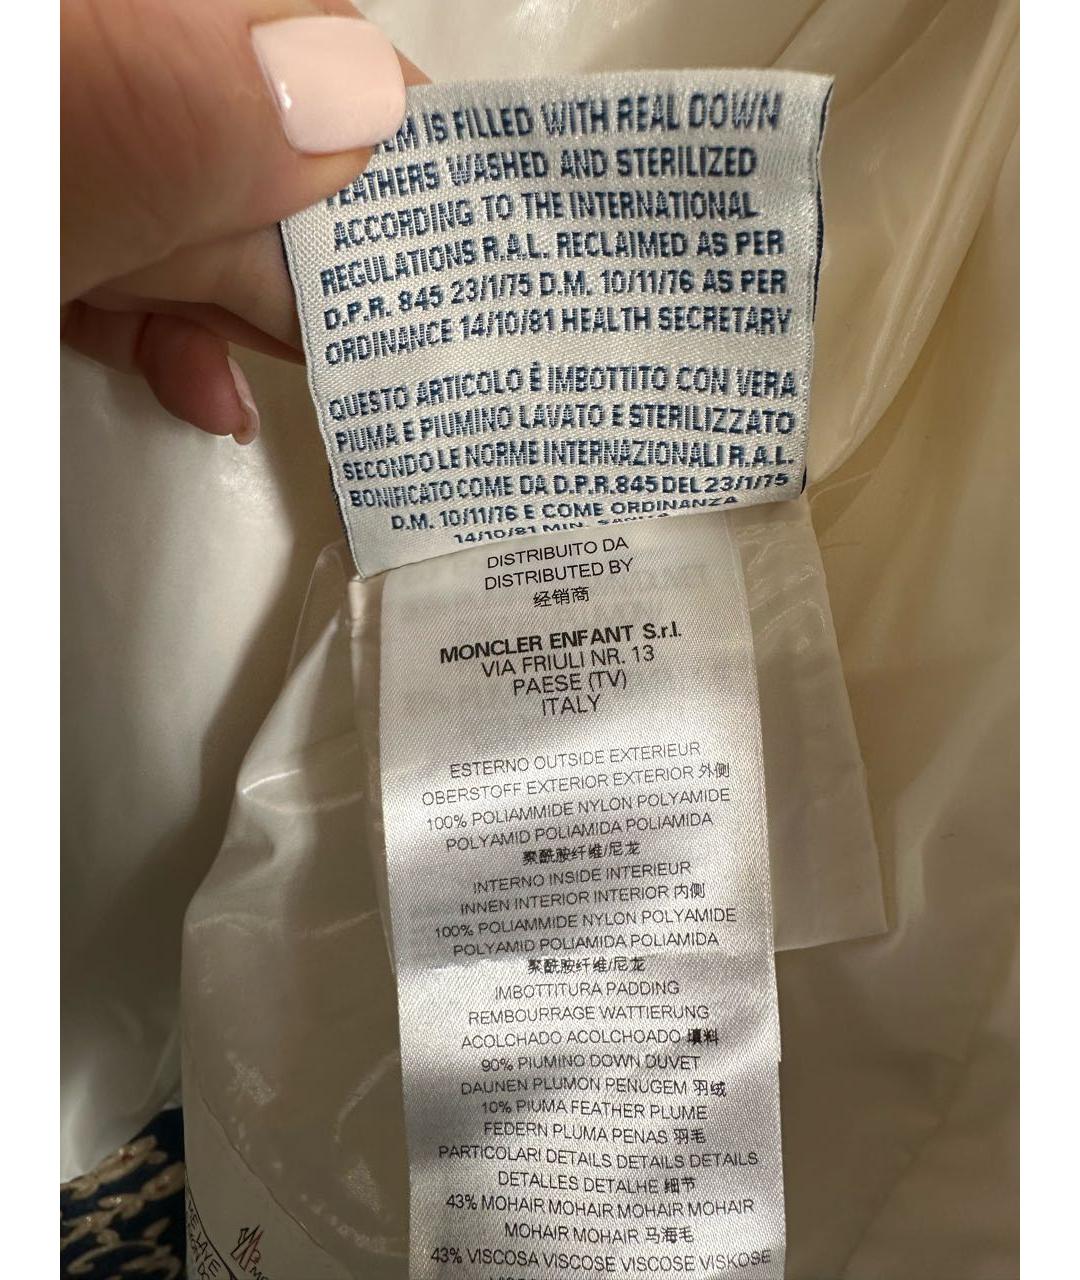 IS FILLED WITH REAL DOWN
FEATHERS WASHED AND STERILIZED
ACCORDING TO THE INTERNATIONAL
REGULATIONS R.A.L. RECLAIMED AS PER
D.P.R. 845 23/1/75 D.M. 10/11/76 AS PER
ORDINANCE 14/10/81 HEALTH SECRETARY
QUESTO ARTICOLO È IMBOTTITO CON VERA
PIUMA E PIUMINO LAVATO E STERILIZZATO
SECONDO LE NORME INTERNAZIONALI R.A.L.
BONIFICATO COME DA D.P.R.845 DEL 23/1/75
D.M. 10/11/76 E COME ORDINANZA
14/10/81 MIN. SANITA
DISTRIBUITO DA
DISTRIBUTED BY
经销商
MONCLER ENFANT S.r.l.
VIA FRIULI NR. 13
PAESE (TV)
ITALY
ESTERNO OUTSIDE EXTERIEUR
OBERSTOFF EXTERIOR EXTERIOR 外侧
100% POLIAMMIDE NYLON POLYAMIDE
POLYAMID POLIAMIDA POLIAMIDA
聚酰胺纤维/尼龙
INTERNO INSIDE INTERIEUR
INNEN INTERIOR INTERIOR 内侧
100% POLIAMMIDE NYLON POLYAMIDE
POLYAMID POLIAMIDA POLIAMIDA
聚酰胺纤维/尼龙
IMBOTTITURA PADDING
REMBOURRAGE WATTIERUNG
ACOLCHADO ACOLCHOADO 填料
90% PIUMINO DOWN DUVET
DAUNEN PLUMON PENUGEM 羽绒
10% PIUMA FEATHER PLUME
FEDERN PLUMA PENAS 羽毛
PARTICOLARI DETAILS DETAILS DETAILS
DETALLES DETALHE 细节
43% MOHAIR MOHAIR MOHAIR MOHAIR
MOHAIR MOHAIR 马海毛
43% VISCOSA VISCOSE VISCOSE VISKOSE